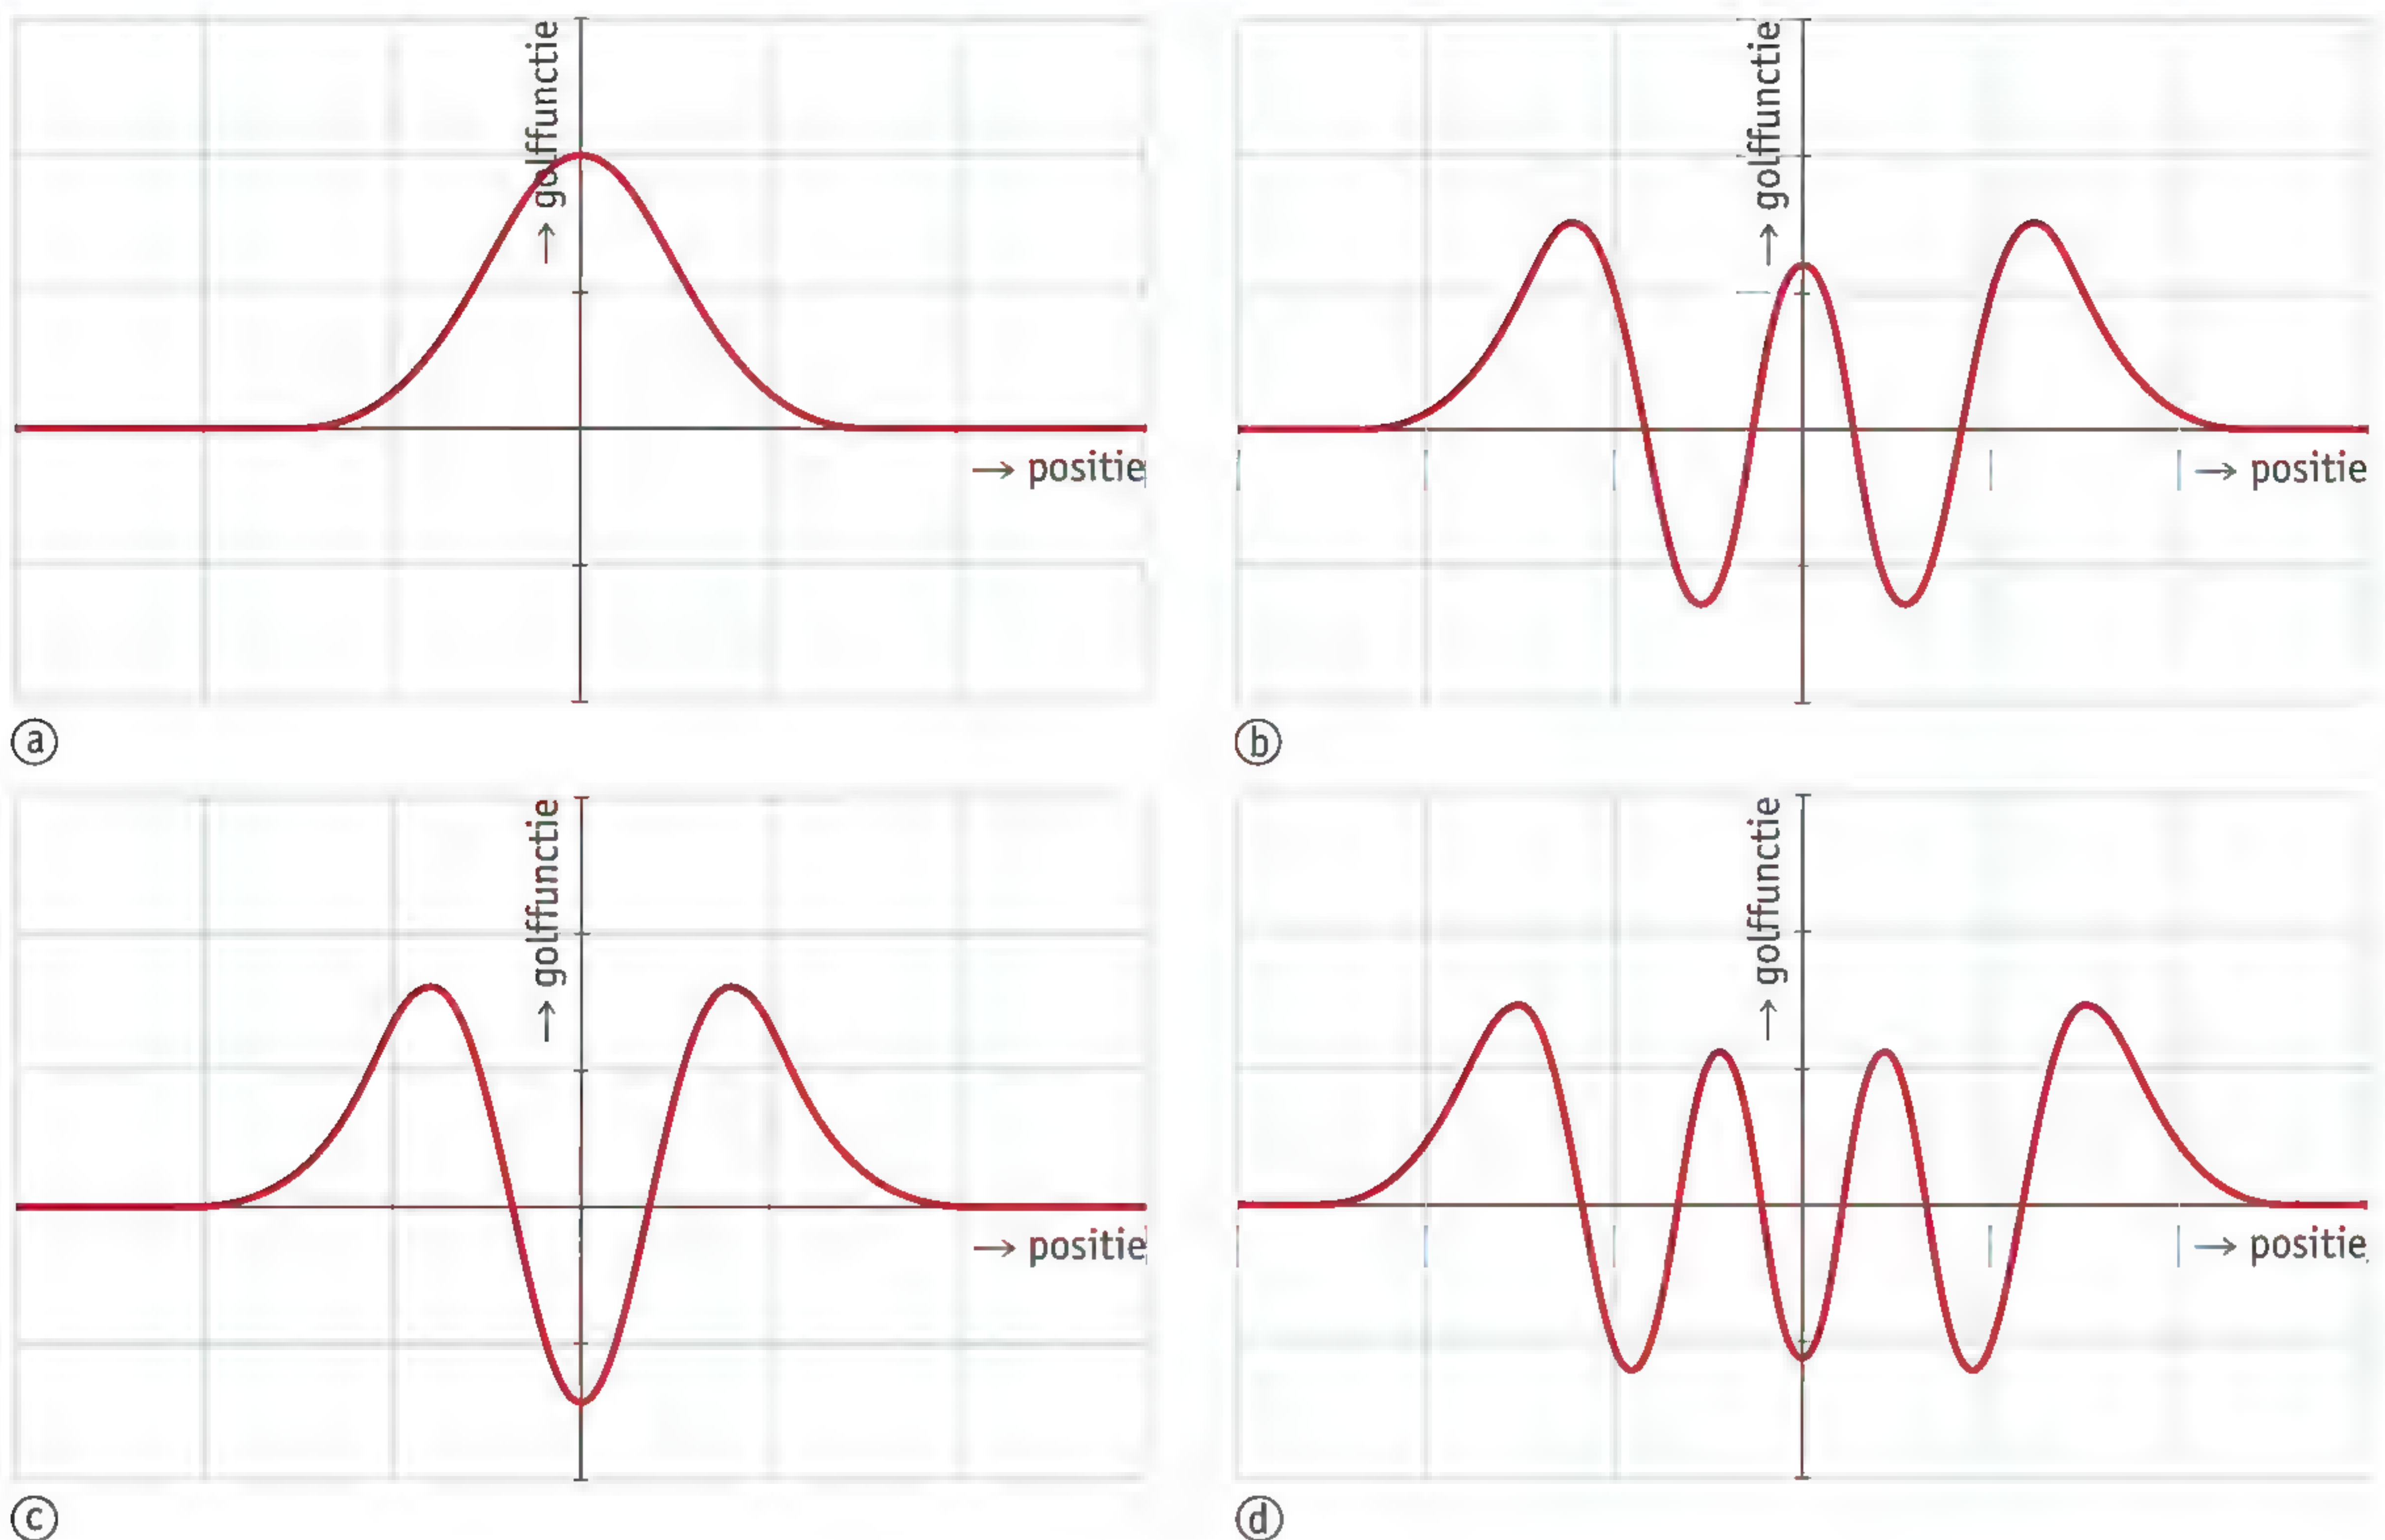 → golffunctie
→ positie
a
→ golffunctie
→ positie
b
→ golffunctie
→ positie
c
→ golffunctie
→ positie
d